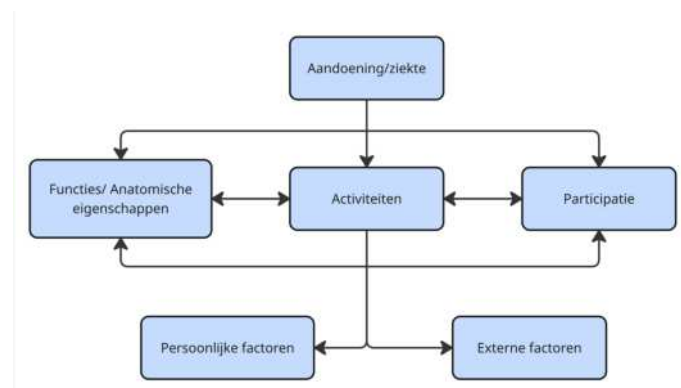 Aandoening/ziekte
Functies/ Anatomische
eigenschappen
Activiteiten
Participatie
Persoonlijke factoren
Externe factoren